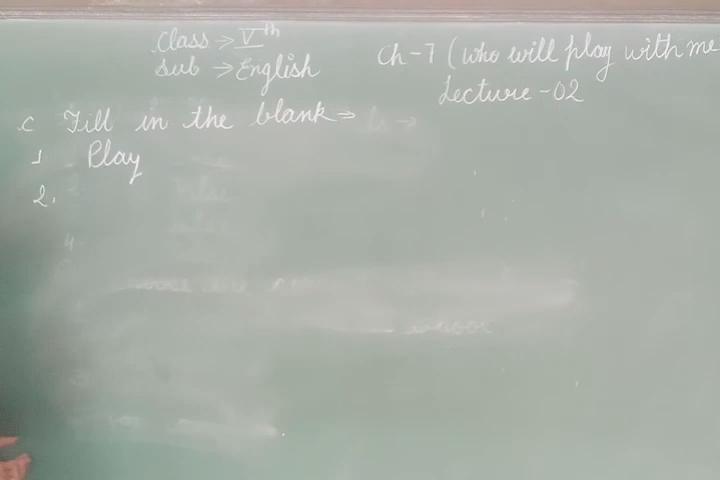 Class → Vth
Sub → English
Ch-7 (Who will play with me
Lecture-02
C Fill in the blank →
1 Play
2.